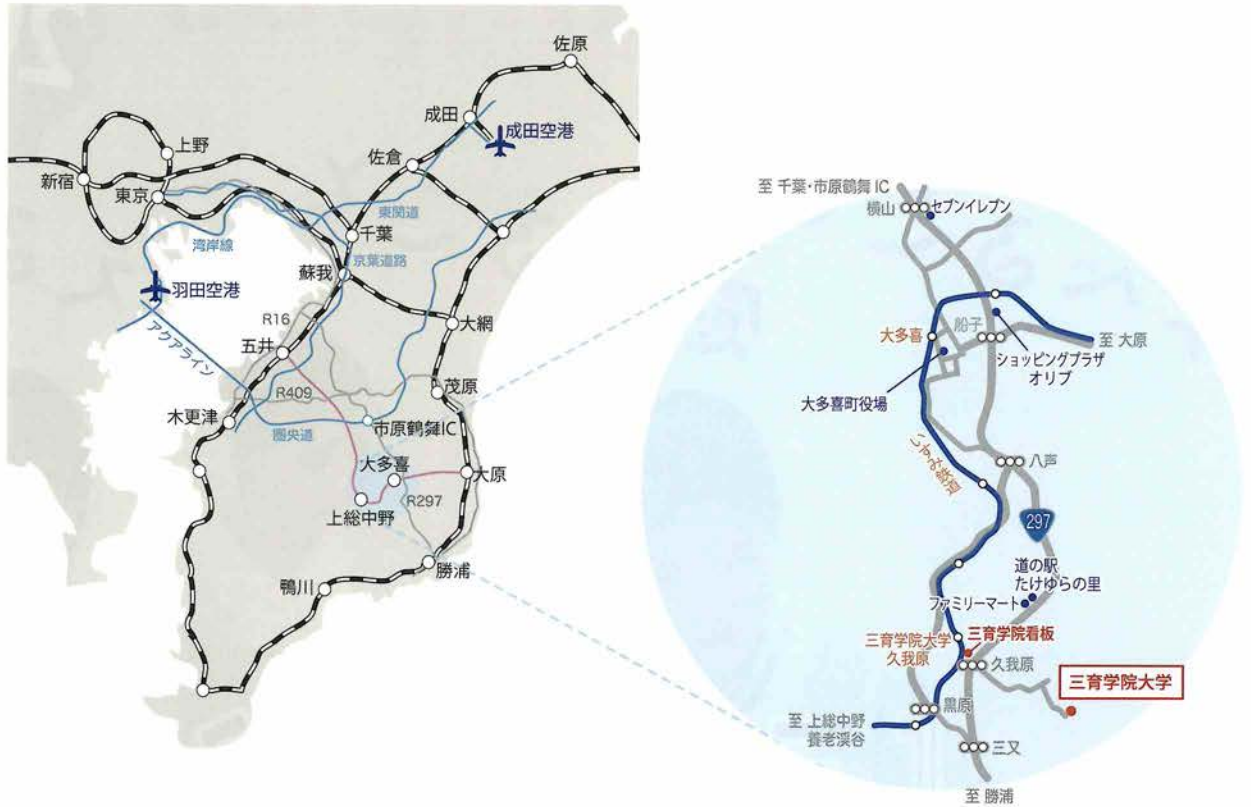 佐原
成田
成田空港
佐倉
上野
新宿
東京
東関道
千葉
湾岸線
京葉道路
蘇我
羽田空港
R16
大網
アクアライン
五井
R409
茂原
木更津
市原鶴舞IC
圏央道
大多喜
大原
R297
上総中野
勝浦
鴨川
至 千葉・市原鶴舞 IC
横山
セブンイレブン
船子
大多喜
至 大原
ショッピングプラザ
オリブ
大多喜町役場
いすみ鉄道
八声
297
道の駅
たけゆらの里
ファミリーマート
三育学院大学
久我原
三育学院看板
久我原
三育学院大学
黒原
至 上総中野
養老渓谷
三又
至 勝浦